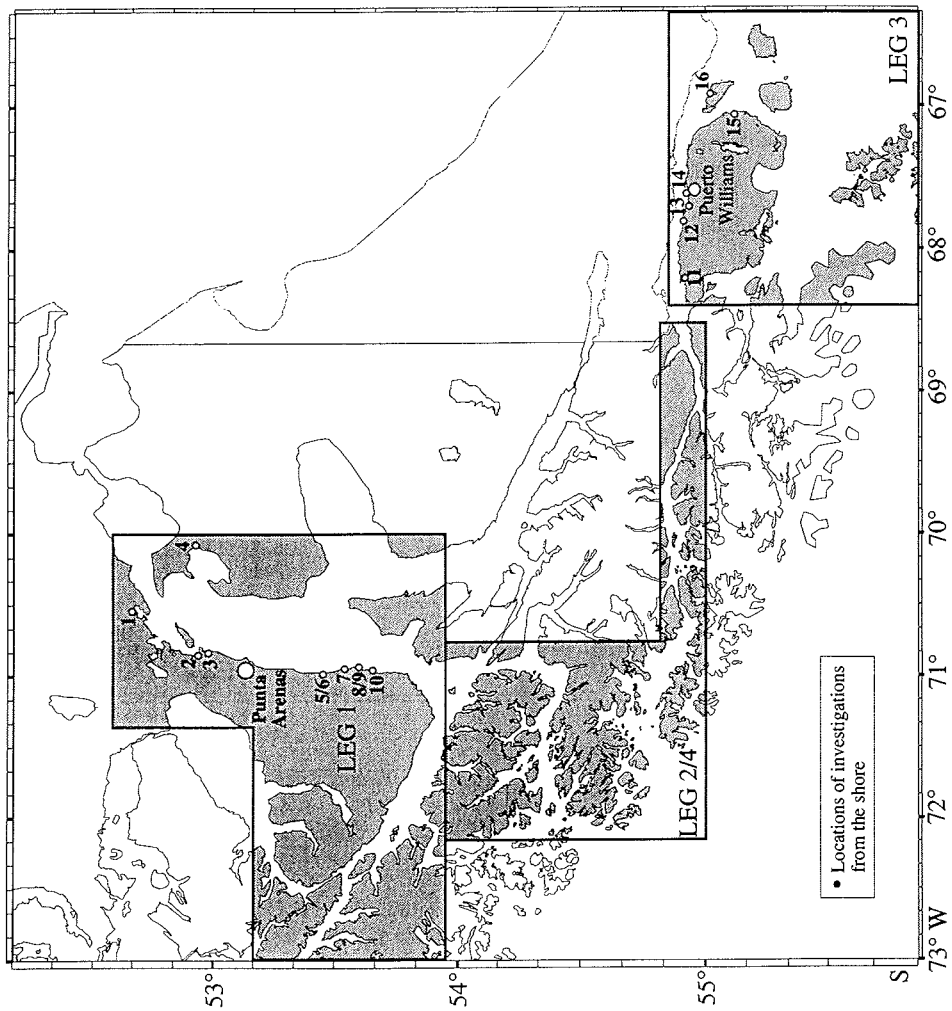 53°
54°
55°
S
73° W
72°
71°
70°
69°
68°
67°
1
2
3
4
Punta
Arenas
5/6
7
8/9
10
LEG 1
LEG 2/4
11
12
13
14
Puerto
Williams
15
16
LEG 3
• Locations of investigations
from the shore